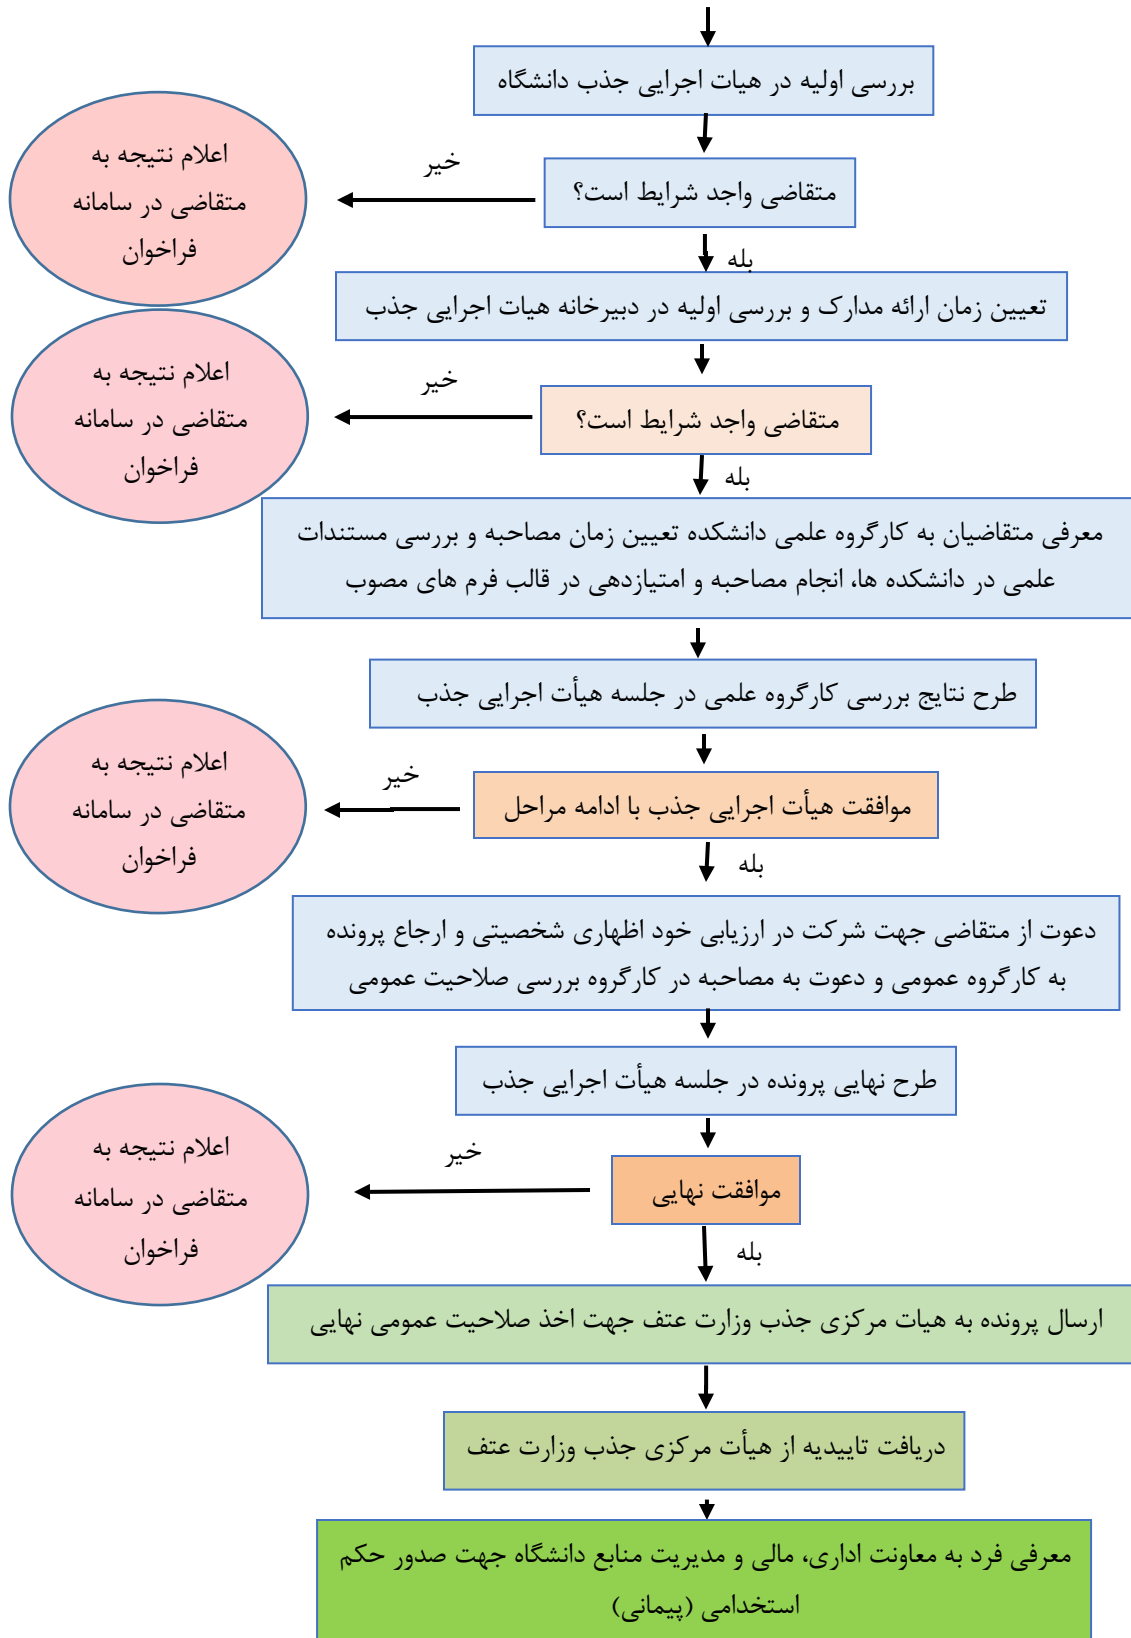 بررسی اولیه در هیات اجرایی جذب دانشگاه
متقاضی واجد شرایط است؟
خیر
اعلام نتیجه به
متقاضی در سامانه
فراخوان
بله
تعیین زمان ارائه مدارک و بررسی اولیه در دبیرخانه هیات اجرایی جذب
متقاضی واجد شرایط است؟
خیر
اعلام نتیجه به
متقاضی در سامانه
فراخوان
بله
معرفی متقاضیان به کارگروه علمی دانشکده تعیین زمان مصاحبه و بررسی مستندات
علمی در دانشکده ها، انجام مصاحبه و امتیازدهی در قالب فرم های مصوب
طرح نتایج بررسی کارگروه علمی در جلسه هیأت اجرایی جذب
موافقت هیأت اجرایی جذب با ادامه مراحل
خیر
اعلام نتیجه به
متقاضی در سامانه
فراخوان
بله
دعوت از متقاضی جهت شرکت در ارزیابی خود اظهاری شخصیتی و ارجاع پرونده
به کارگروه عمومی و دعوت به مصاحبه در کارگروه بررسی صلاحیت عمومی
طرح نهایی پرونده در جلسه هیأت اجرایی جذب
موافقت نهایی
خیر
اعلام نتیجه به
متقاضی در سامانه
فراخوان
بله
ارسال پرونده به هیات مرکزی جذب وزارت عتف جهت اخذ صلاحیت عمومی نهایی
دریافت تاییدیه از هیأت مرکزی جذب وزارت عتف
معرفی فرد به معاونت اداری، مالی و مدیریت منابع دانشگاه جهت صدور حکم
استخدامی (پیمانی)